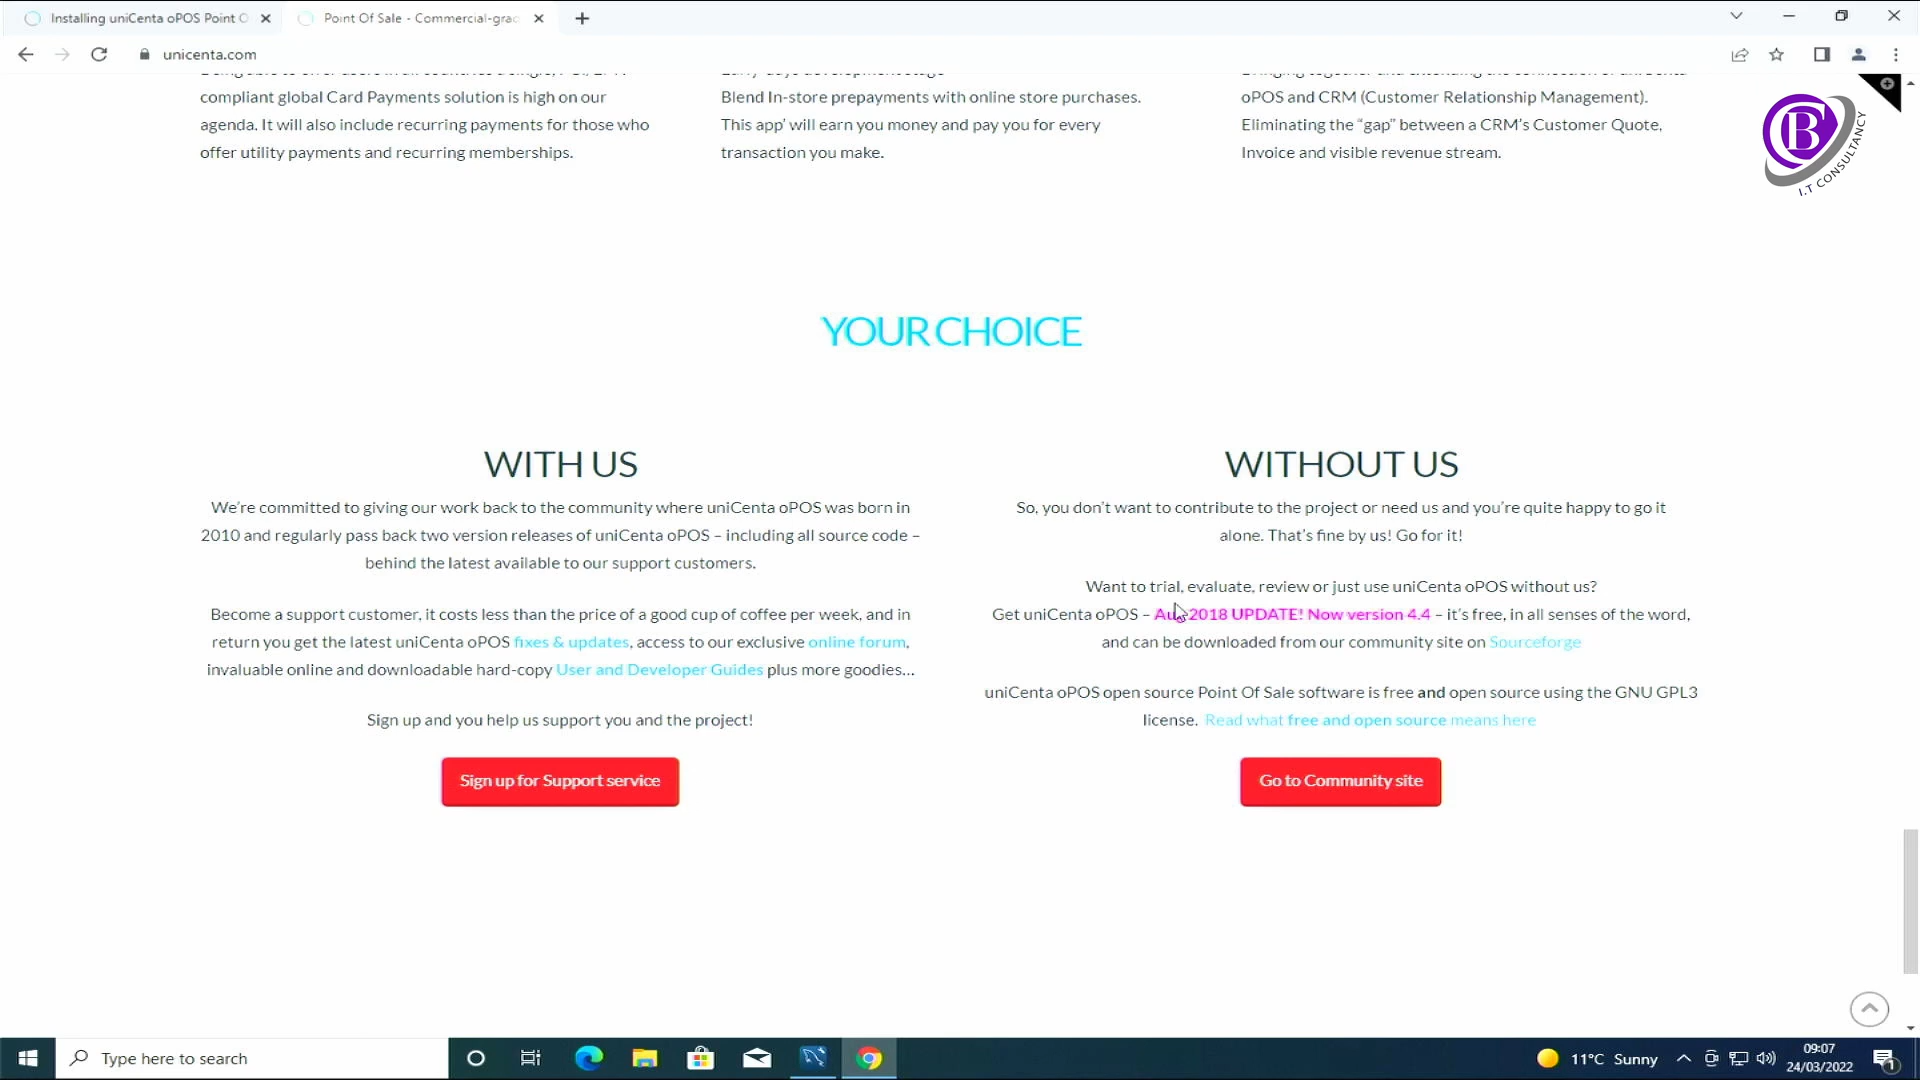 Installing uniCenta oPOS Point O
Point Of Sale - Commercial-grad
unicenta.com
compliant global Card Payments solution is high on our
agenda. It will also include recurring payments for those who
offer utility payments and recurring memberships.
Blend In-store prepayments with online store purchases.
This app' will earn you money and pay you for every
transaction you make.
oPOS and CRM (Customer Relationship Management).
Eliminating the “gap” between a CRM's Customer Quote,
Invoice and visible revenue stream.
CB
I.T CONSULTANCY
YOUR CHOICE
WITH US
We're committed to giving our work back to the community where uniCenta oPOS was born in
2010 and regularly pass back two version releases of uniCenta oPOS – including all source code –
behind the latest available to our support customers.
Become a support customer, it costs less than the price of a good cup of coffee per week, and in
return you get the latest uniCenta oPOS fixes & updates, access to our exclusive online forum,
invaluable online and downloadable hard-copy User and Developer Guides plus more goodies...
Sign up and you help us support you and the project!
Sign up for Support service
WITHOUT US
So, you don't want to contribute to the project or need us and you're quite happy to go it
alone. That's fine by us! Go for it!
Want to trial, evaluate, review or just use uniCenta oPOS without us?
Get uniCenta oPOS – 2018 UPDATE! Now version 4.4 – it's free, in all senses of the word,
and can be downloaded from our community site on Sourceforge
uniCenta oPOS open source Point Of Sale software is free and open source using the GNU GPL3
license. Read what free and open source means here
Go to Community site
Type here to search
11°C Sunny
09:07
24/03/2022
1